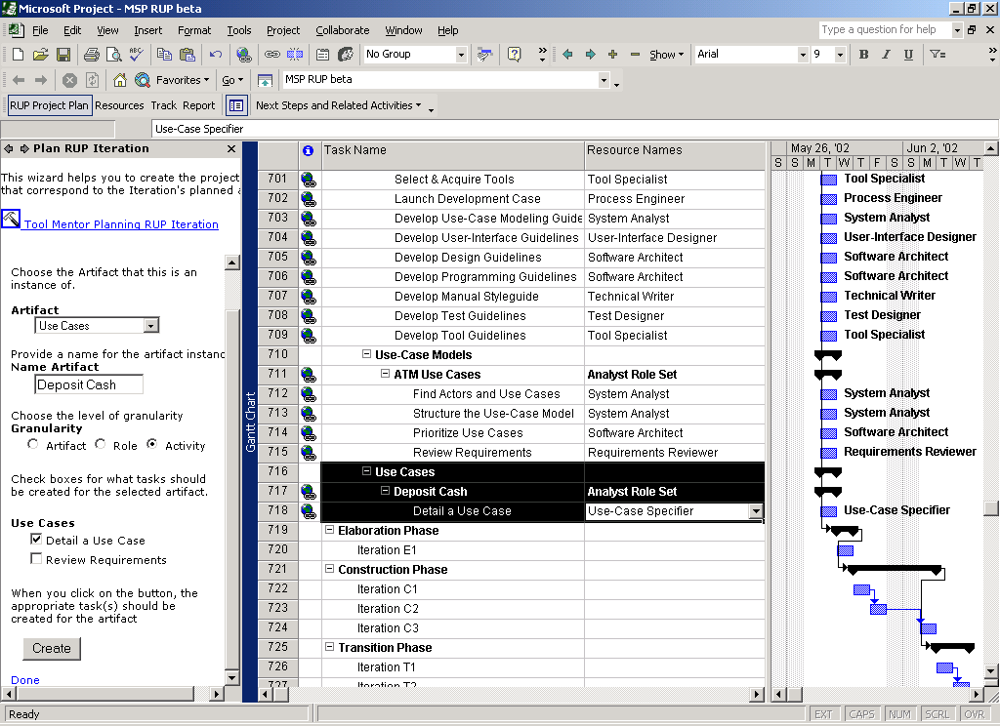 Microsoft Project - MSP RUP beta
File Edit View Insert Format Tools Project Collaborate Window Help
Type a question for help
No Group
Show
Arial
9
B I U
Favorites
Go
MSP RUP beta
RUP Project Plan Resources Track Report
Next Steps and Related Activities
Use-Case Specifier
Plan RUP Iteration
This wizard helps you to create the project
that correspond to the Iteration's planned
Tool Mentor Planning RUP Iteration
Choose the Artifact that this is an
instance of.
Artifact
Use Cases
Provide a name for the artifact instanc
Name Artifact
Deposit Cash
Choose the level of granularity
Granularity
Artifact Role Activity
Check boxes for what tasks should
be created for the selected artifact.
Use Cases
Detail a Use Case
Review Requirements
When you click on the button, the
appropriate task(s) should be
created for the artifact
Create
Done
Gantt Chart
Task Name Resource Names
701 Select & Acquire Tools Tool Specialist
702 Launch Development Case Process Engineer
703 Develop Use-Case Modeling Guide System Analyst
704 Develop User-Interface Guidelines User-Interface Designer
705 Develop Design Guidelines Software Architect
706 Develop Programming Guidelines Software Architect
707 Develop Manual Styleguide Technical Writer
708 Develop Test Guidelines Test Designer
709 Develop Tool Guidelines Tool Specialist
710 Use-Case Models
711 ATM Use Cases Analyst Role Set
712 Find Actors and Use Cases System Analyst
713 Structure the Use-Case Model System Analyst
714 Prioritize Use Cases Software Architect
715 Review Requirements Requirements Reviewer
716 Use Cases
717 Deposit Cash Analyst Role Set
718 Detail a Use Case Use-Case Specifier
719 Elaboration Phase
720 Iteration E1
721 Construction Phase
722 Iteration C1
723 Iteration C2
724 Iteration C3
725 Transition Phase
726 Iteration T1
727 Iteration T2
May 26, '02 Jun 2, '02
S S M T W T F S S M T W T
Tool Specialist
Process Engineer
System Analyst
User-Interface Designer
Software Architect
Software Architect
Technical Writer
Test Designer
Tool Specialist
System Analyst
System Analyst
Software Architect
Requirements Reviewer
Use-Case Specifier
Ready
EXT CAPS NUM SCRL OVR